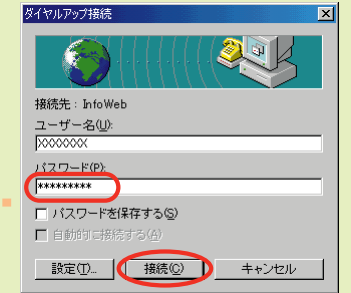 ダイヤルアップ接続
接続先 : InfoWeb
ユーザー名(U):
XXXXXXXX
パスワード(P):
*********
パスワードを保存する(S)
自動的に接続する(A)
設定(T)... 接続(C) キャンセル